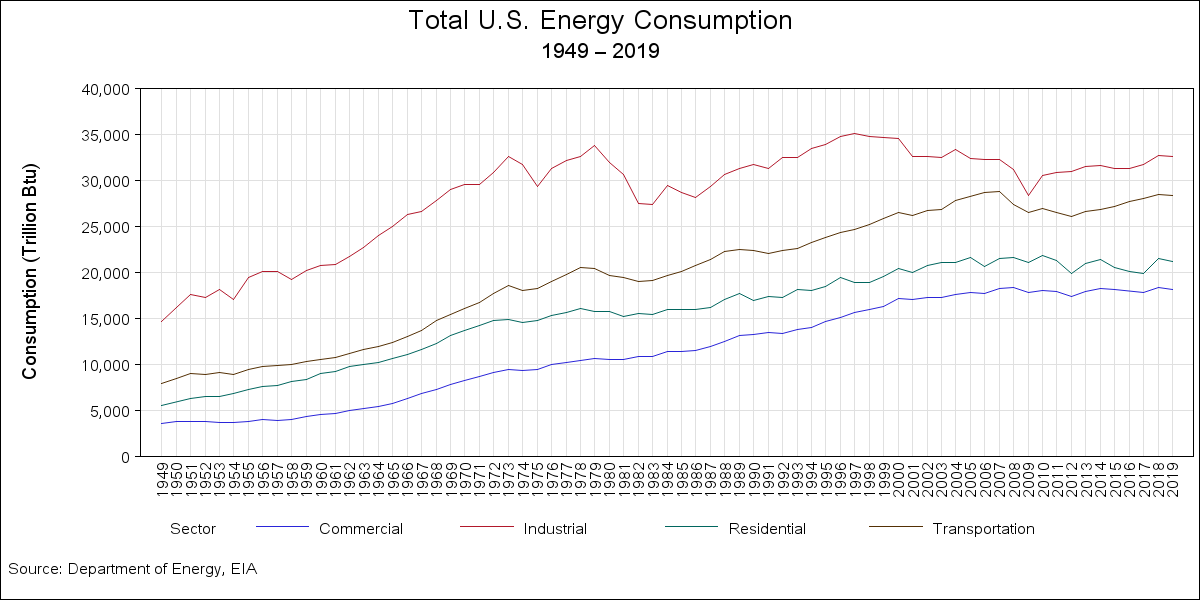 Total U.S. Energy Consumption
1949 – 2019
Consumption (Trillion Btu)
40,000
35,000
30,000
25,000
20,000
15,000
10,000
5,000
0
1949 1950 1951 1952 1953 1954 1955 1956 1957 1958 1959 1960 1961 1962 1963 1964 1965 1966 1967 1968 1969 1970 1971 1972 1973 1974 1975 1976 1977 1978 1979 1980 1981 1982 1983 1984 1985 1986 1987 1988 1989 1990 1991 1992 1993 1994 1995 1996 1997 1998 1999 2000 2001 2002 2003 2004 2005 2006 2007 2008 2009 2010 2011 2012 2013 2014 2015 2016 2017 2018 2019
Sector Commercial Industrial Residential Transportation
Source: Department of Energy, EIA